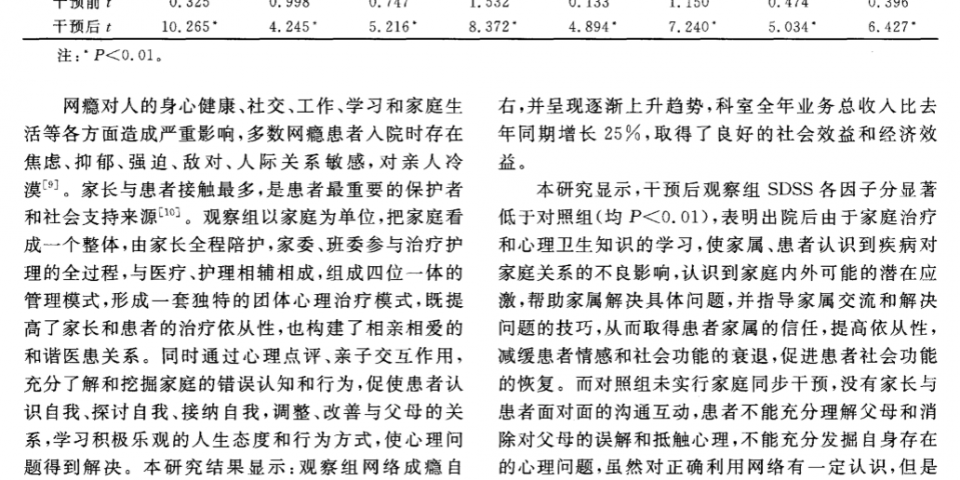 干预前 t 0.325 0.998 0.747 1.532 0.133 1.150 0.474 0.396
干预后 t 10.265* 4.245* 5.216* 8.372* 4.894* 7.240* 5.034* 6.427*
注:* P<0.01。
网瘾对人的身心健康、社交、工作、学习和家庭生
活等各方面造成严重影响,多数网瘾患者入院时存在
焦虑、抑郁、强迫、敌对、人际关系敏感,对亲人冷
漠[9]。家长与患者接触最多,是患者最重要的保护者
和社会支持来源[10]。观察组以家庭为单位,把家庭看
成一个整体,由家长全程陪护,家委、班委参与治疗护
理的全过程,与医疗、护理相辅相成,组成四位一体的
管理模式,形成一套独特的团体心理治疗模式,既提
高了家长和患者的治疗依从性,也构建了相亲相爱的
和谐医患关系。同时通过心理点评、亲子交互作用,
充分了解和挖掘家庭的错误认知和行为,促使患者认
识自我、探讨自我、接纳自我,调整、改善与父母的关
系,学习积极乐观的人生态度和行为方式,使心理问
题得到解决。本研究结果显示:观察组网络成瘾自
右,并呈现逐渐上升趋势,科室全年业务总收入比去
年同期增长 25%,取得了良好的社会效益和经济效
益。
本研究显示,干预后观察组 SDSS 各因子分显著
低于对照组(均 P<0.01),表明出院后由于家庭治疗
和心理卫生知识的学习,使家属、患者认识到疾病对
家庭关系的不良影响,认识到家庭内外可能的潜在应
激,帮助家属解决具体问题,并指导家属交流和解决
问题的技巧,从而取得患者家属的信任,提高依从性,
减缓患者情感和社会功能的衰退,促进患者社会功能
的恢复。而对照组未实行家庭同步干预,没有家长与
患者面对面的沟通互动,患者不能充分理解父母和消
除对父母的误解和抵触心理,不能充分发掘自身存在
的心理问题,虽然对正确利用网络有一定认识,但是